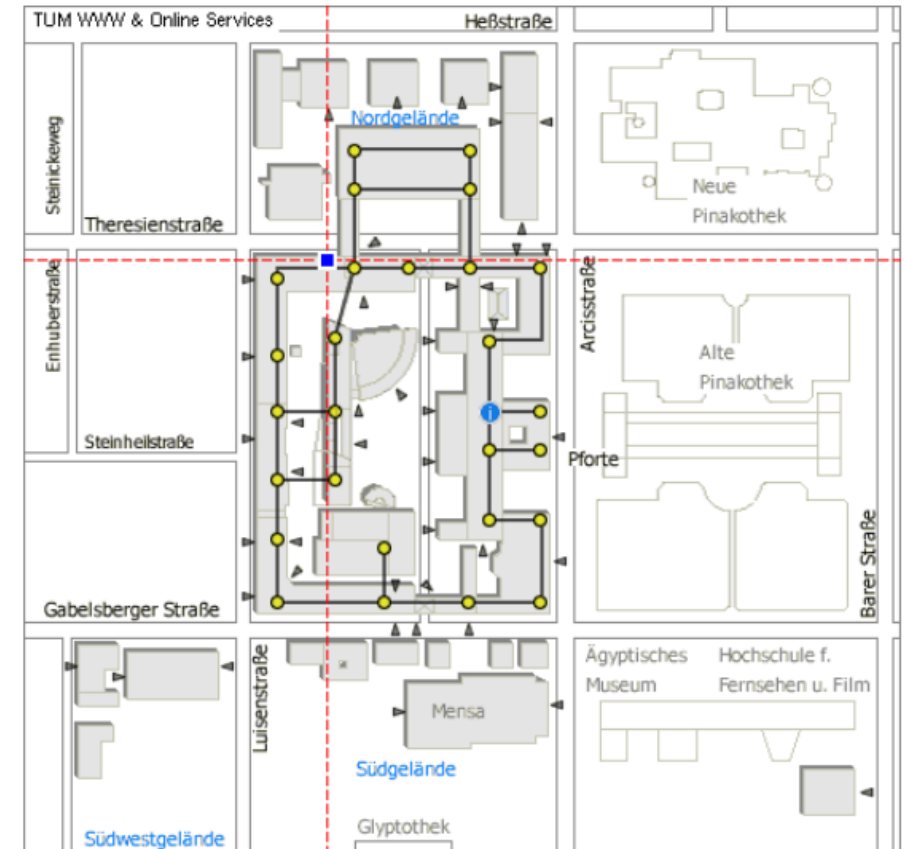 TUM WWW & Online Services
Heßstraße
Nordgelände
Steinickeweg
Neue
Pinakothek
Theresienstraße
Enhuberstraße
Arcisstraße
Alte
Pinakothek
i
Steinheilstraße
Pforte
Barer Straße
Gabelsberger Straße
Luisenstraße
Ägyptisches
Museum
Hochschule f.
Fernsehen u. Film
Mensa
Südgelände
Südwestgelände
Glyptothek